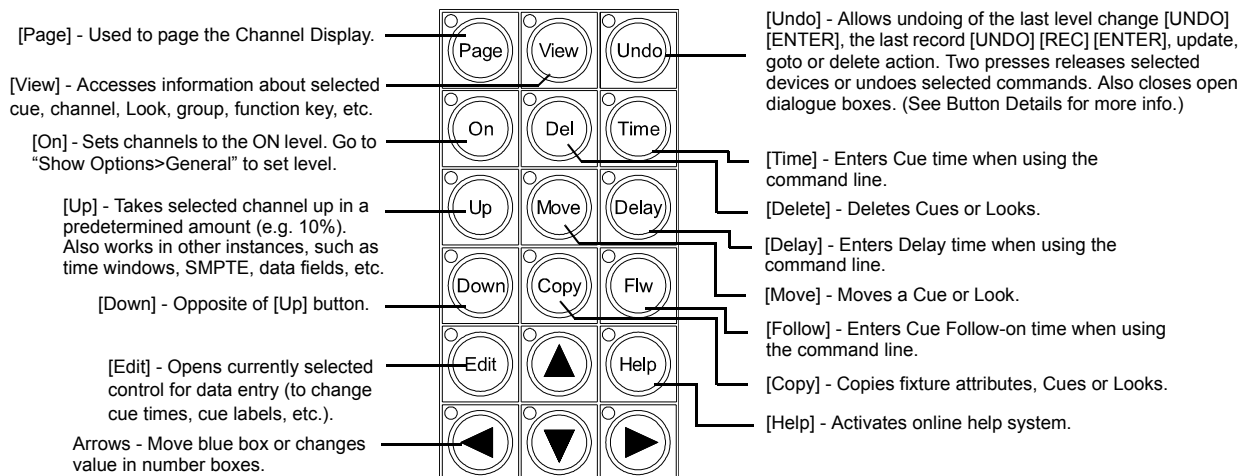 [Page] - Used to page the Channel Display.
[View] - Accesses information about selected
cue, channel, Look, group, function key, etc.
[On] - Sets channels to the ON level. Go to
“Show Options>General” to set level.
[Up] - Takes selected channel up in a
predetermined amount (e.g. 10%).
Also works in other instances, such as
time windows, SMPTE, data fields, etc.
[Down] - Opposite of [Up] button.
[Edit] - Opens currently selected
control for data entry (to change
cue times, cue labels, etc.).
Arrows - Move blue box or changes
value in number boxes.
Page View Undo
On Del Time
Up Move Delay
Down Copy Flw
Edit Help
[Undo] - Allows undoing of the last level change [UNDO]
[ENTER], the last record [UNDO] [REC] [ENTER], update,
goto or delete action. Two presses releases selected
devices or undoes selected commands. Also closes open
dialogue boxes. (See Button Details for more info.)
[Time] - Enters Cue time when using the
command line.
[Delete] - Deletes Cues or Looks.
[Delay] - Enters Delay time when using the
command line.
[Move] - Moves a Cue or Look.
[Follow] - Enters Cue Follow-on time when using
the command line.
[Copy] - Copies fixture attributes, Cues or Looks.
[Help] - Activates online help system.